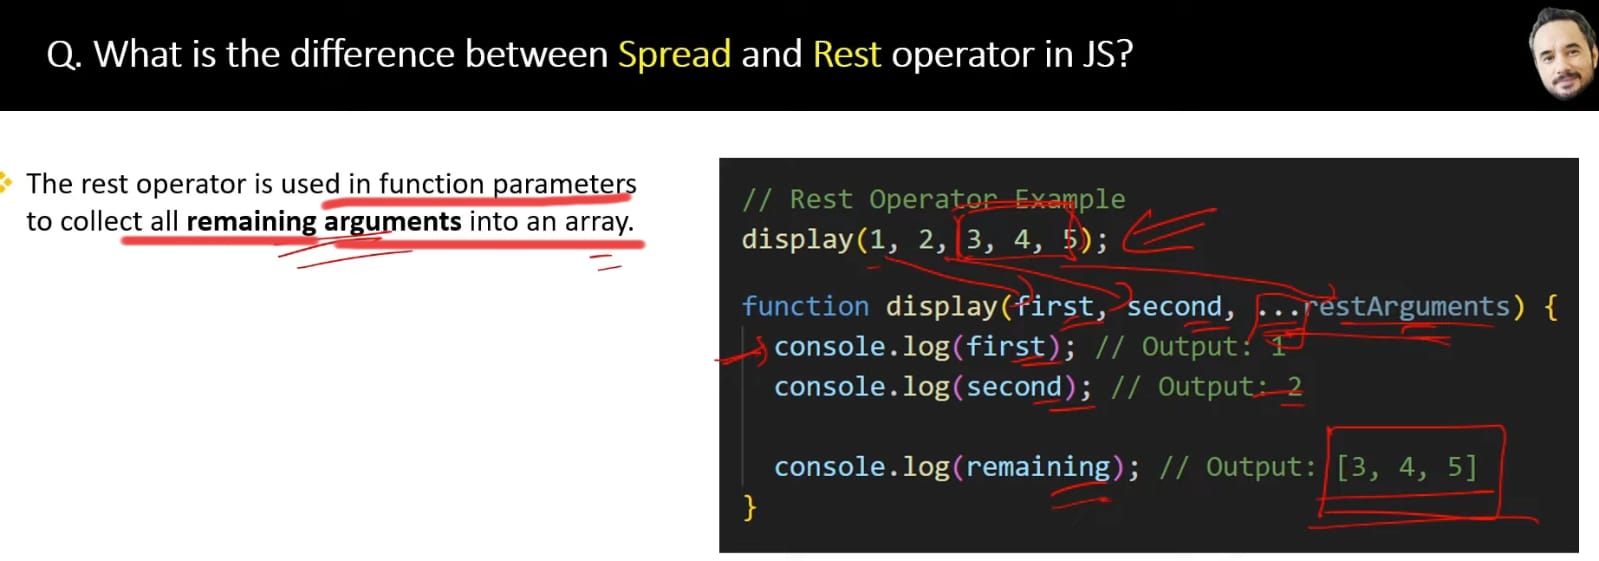 Q. What is the difference between Spread and Rest operator in JS?
The rest operator is used in function parameters
to collect all remaining arguments into an array.
// Rest Operator Example
display(1, 2, 3, 4, 5);
function display(first, second, ...restArguments) {
console.log(first); // Output: 1
console.log(second); // Output: 2
console.log(remaining); // Output: [3, 4, 5]
}